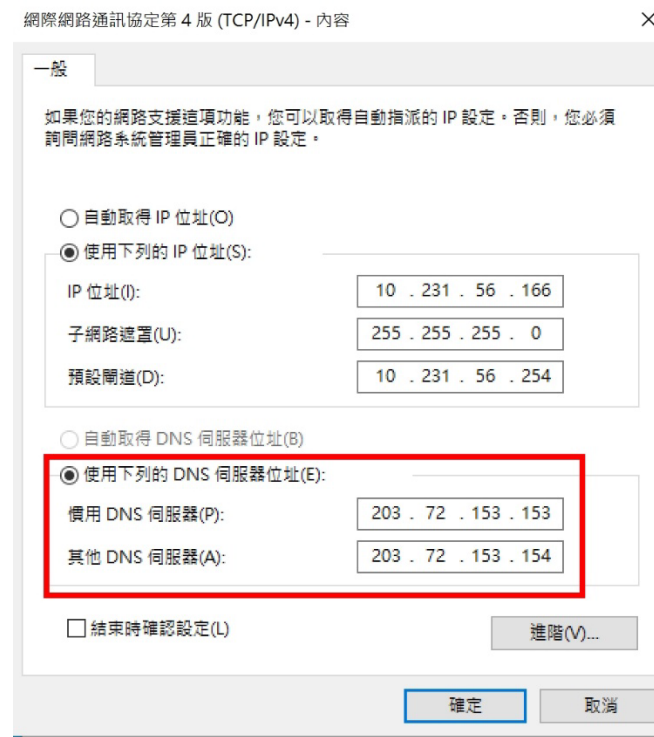 網際網路通訊協定第 4 版 (TCP/IPv4) - 內容
一般
如果您的網路支援這項功能，您可以取得自動指派的 IP 設定。否則，您必須
詢問網路系統管理員正確的 IP 設定。
自動取得 IP 位址(O)
使用下列的 IP 位址(S):
IP 位址(I): 10 . 231 . 56 . 166
子網路遮罩(U): 255 . 255 . 255 . 0
預設閘道(D): 10 . 231 . 56 . 254
自動取得 DNS 伺服器位址(B)
使用下列的 DNS 伺服器位址(E):
慣用 DNS 伺服器(P): 203 . 72 . 153 . 153
其他 DNS 伺服器(A): 203 . 72 . 153 . 154
結束時確認設定(L)
進階(V)...
確定 取消